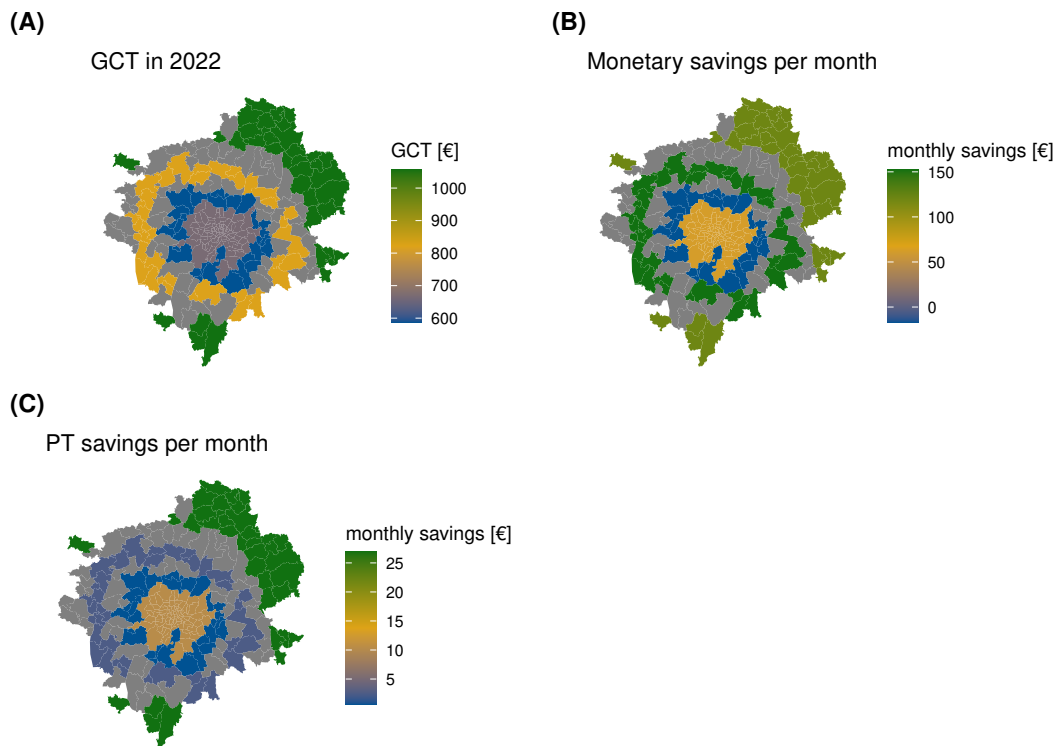 (A)
GCT in 2022
GCT [€]
1000
900
800
700
600
(B)
Monetary savings per month
monthly savings [€]
150
100
50
0
(C)
PT savings per month
monthly savings [€]
25
20
15
10
5